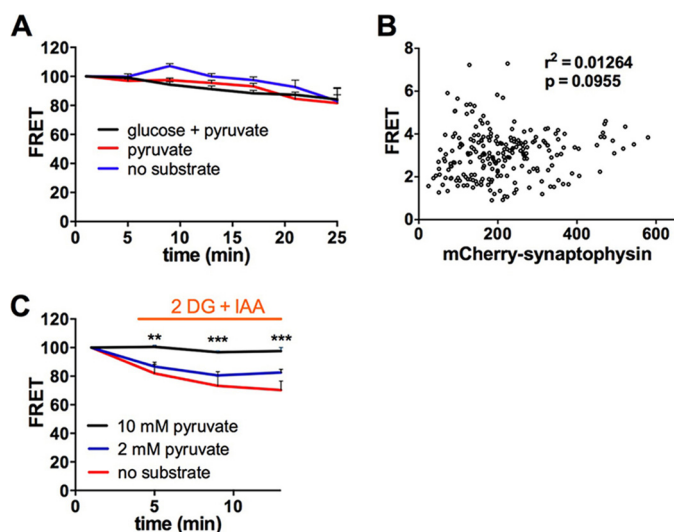 A
120
100
80
60
40
20
0
FRET
glucose + pyruvate
pyruvate
no substrate
0 5 10 15 20 25
time (min)
B
8
6
4
2
0
FRET
r² = 0.01264
p = 0.0955
0 200 400 600
mCherry-synaptophysin
C
2 DG + IAA
120
100
80
60
40
20
0
FRET
** *** ***
10 mM pyruvate
2 mM pyruvate
no substrate
0 5 10
time (min)